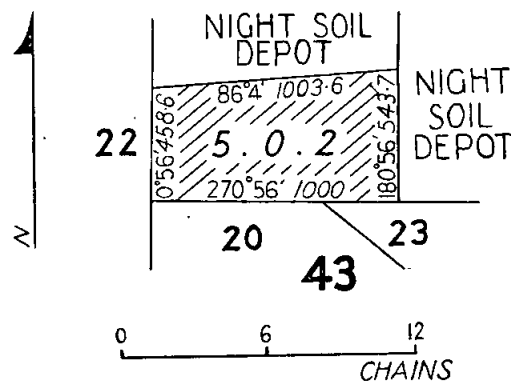 NIGHT SOIL
DEPOT
86°4' 1003·6
NIGHT
SOIL
DEPOT
22
0°56' 458·6
5.0.2
180°56' 543·7
270°56' 1000
N
20
23
43
0 6 12
CHAINS